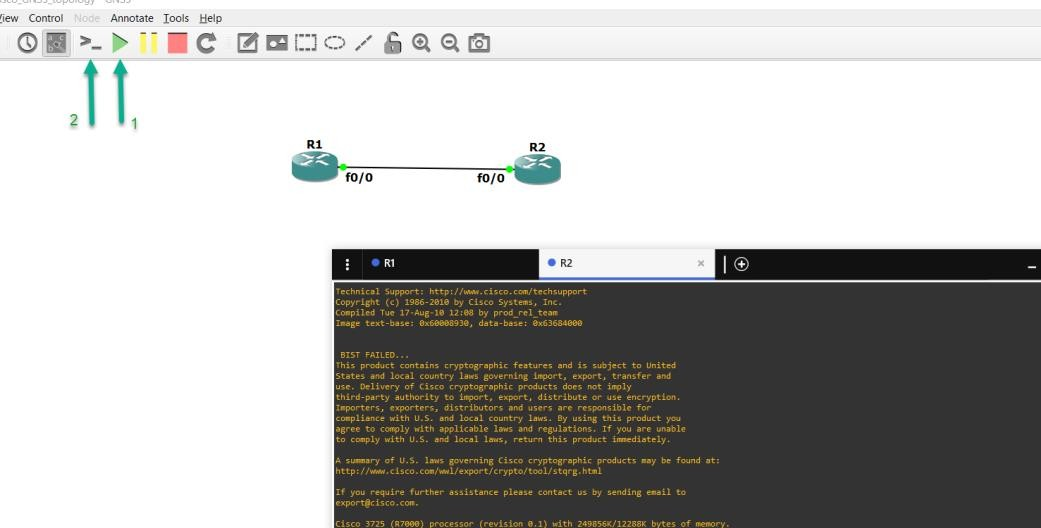 View Control Node Annotate Tools Help
2
1
R1
R2
f0/0
f0/0
R1
R2
Technical Support: http://www.cisco.com/techsupport
Copyright (c) 1986-2010 by Cisco Systems, Inc.
Compiled Tue 17-Aug-10 12:08 by prod_rel_team
Image text-base: 0x60008930, data-base: 0x63684000
BIST FAILED...
This product contains cryptographic features and is subject to United
States and local country laws governing import, export, transfer and
use. Delivery of Cisco cryptographic products does not imply
third-party authority to import, export, distribute or use encryption.
Importers, exporters, distributors and users are responsible for
compliance with U.S. and local country laws. By using this product you
agree to comply with applicable laws and regulations. If you are unable
to comply with U.S. and local laws, return this product immediately.
A summary of U.S. laws governing Cisco cryptographic products may be found at:
http://www.cisco.com/wwl/export/crypto/tool/stqrg.html
If you require further assistance please contact us by sending email to
export@cisco.com.
Cisco 3725 (R7000) processor (revision 0.1) with 249856K/12288K bytes of memory.